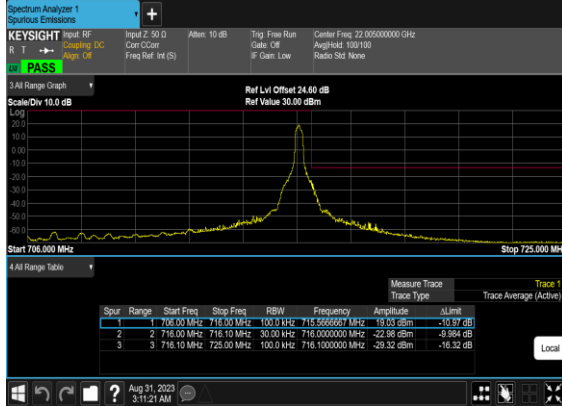 Spectrum Analyzer 1
Spurious Emissions
+
KEYSIGHT Input: RF Input Z: 50 Ω Atten: 10 dB Trig: Free Run Center Freq: 22.005000000 GHz
R T Coupling: DC Corr CCorr Gate: Off Avg|Hold: 100/100
Align: Off Freq Ref: Int (S) IF Gain: Low Radio Std: None
PASS
3 All Range Graph
Ref Lvl Offset 24.60 dB
Scale/Div 10.0 dB Ref Value 30.00 dBm
Log
20.0
10.0
0.00
-10.0
-20.0
-30.0
-40.0
-50.0
-60.0
Start 706.000 MHz Stop 725.000 MH
4 All Range Table
Measure Trace Trace 1
Trace Type Trace Average (Active)
Spur Range Start Freq Stop Freq RBW Frequency Amplitude ΔLimit
1 1 706.00 MHz 716.00 MHz 100.0 kHz 715.5666667 MHz 19.03 dBm -10.97 dB
2 2 716.00 MHz 716.10 MHz 30.00 kHz 716.0000000 MHz -22.98 dBm -9.984 dB
3 3 716.10 MHz 725.00 MHz 100.0 kHz 716.1000000 MHz -29.32 dBm -16.32 dB
Local
? Aug 31, 2023
3:11:21 AM